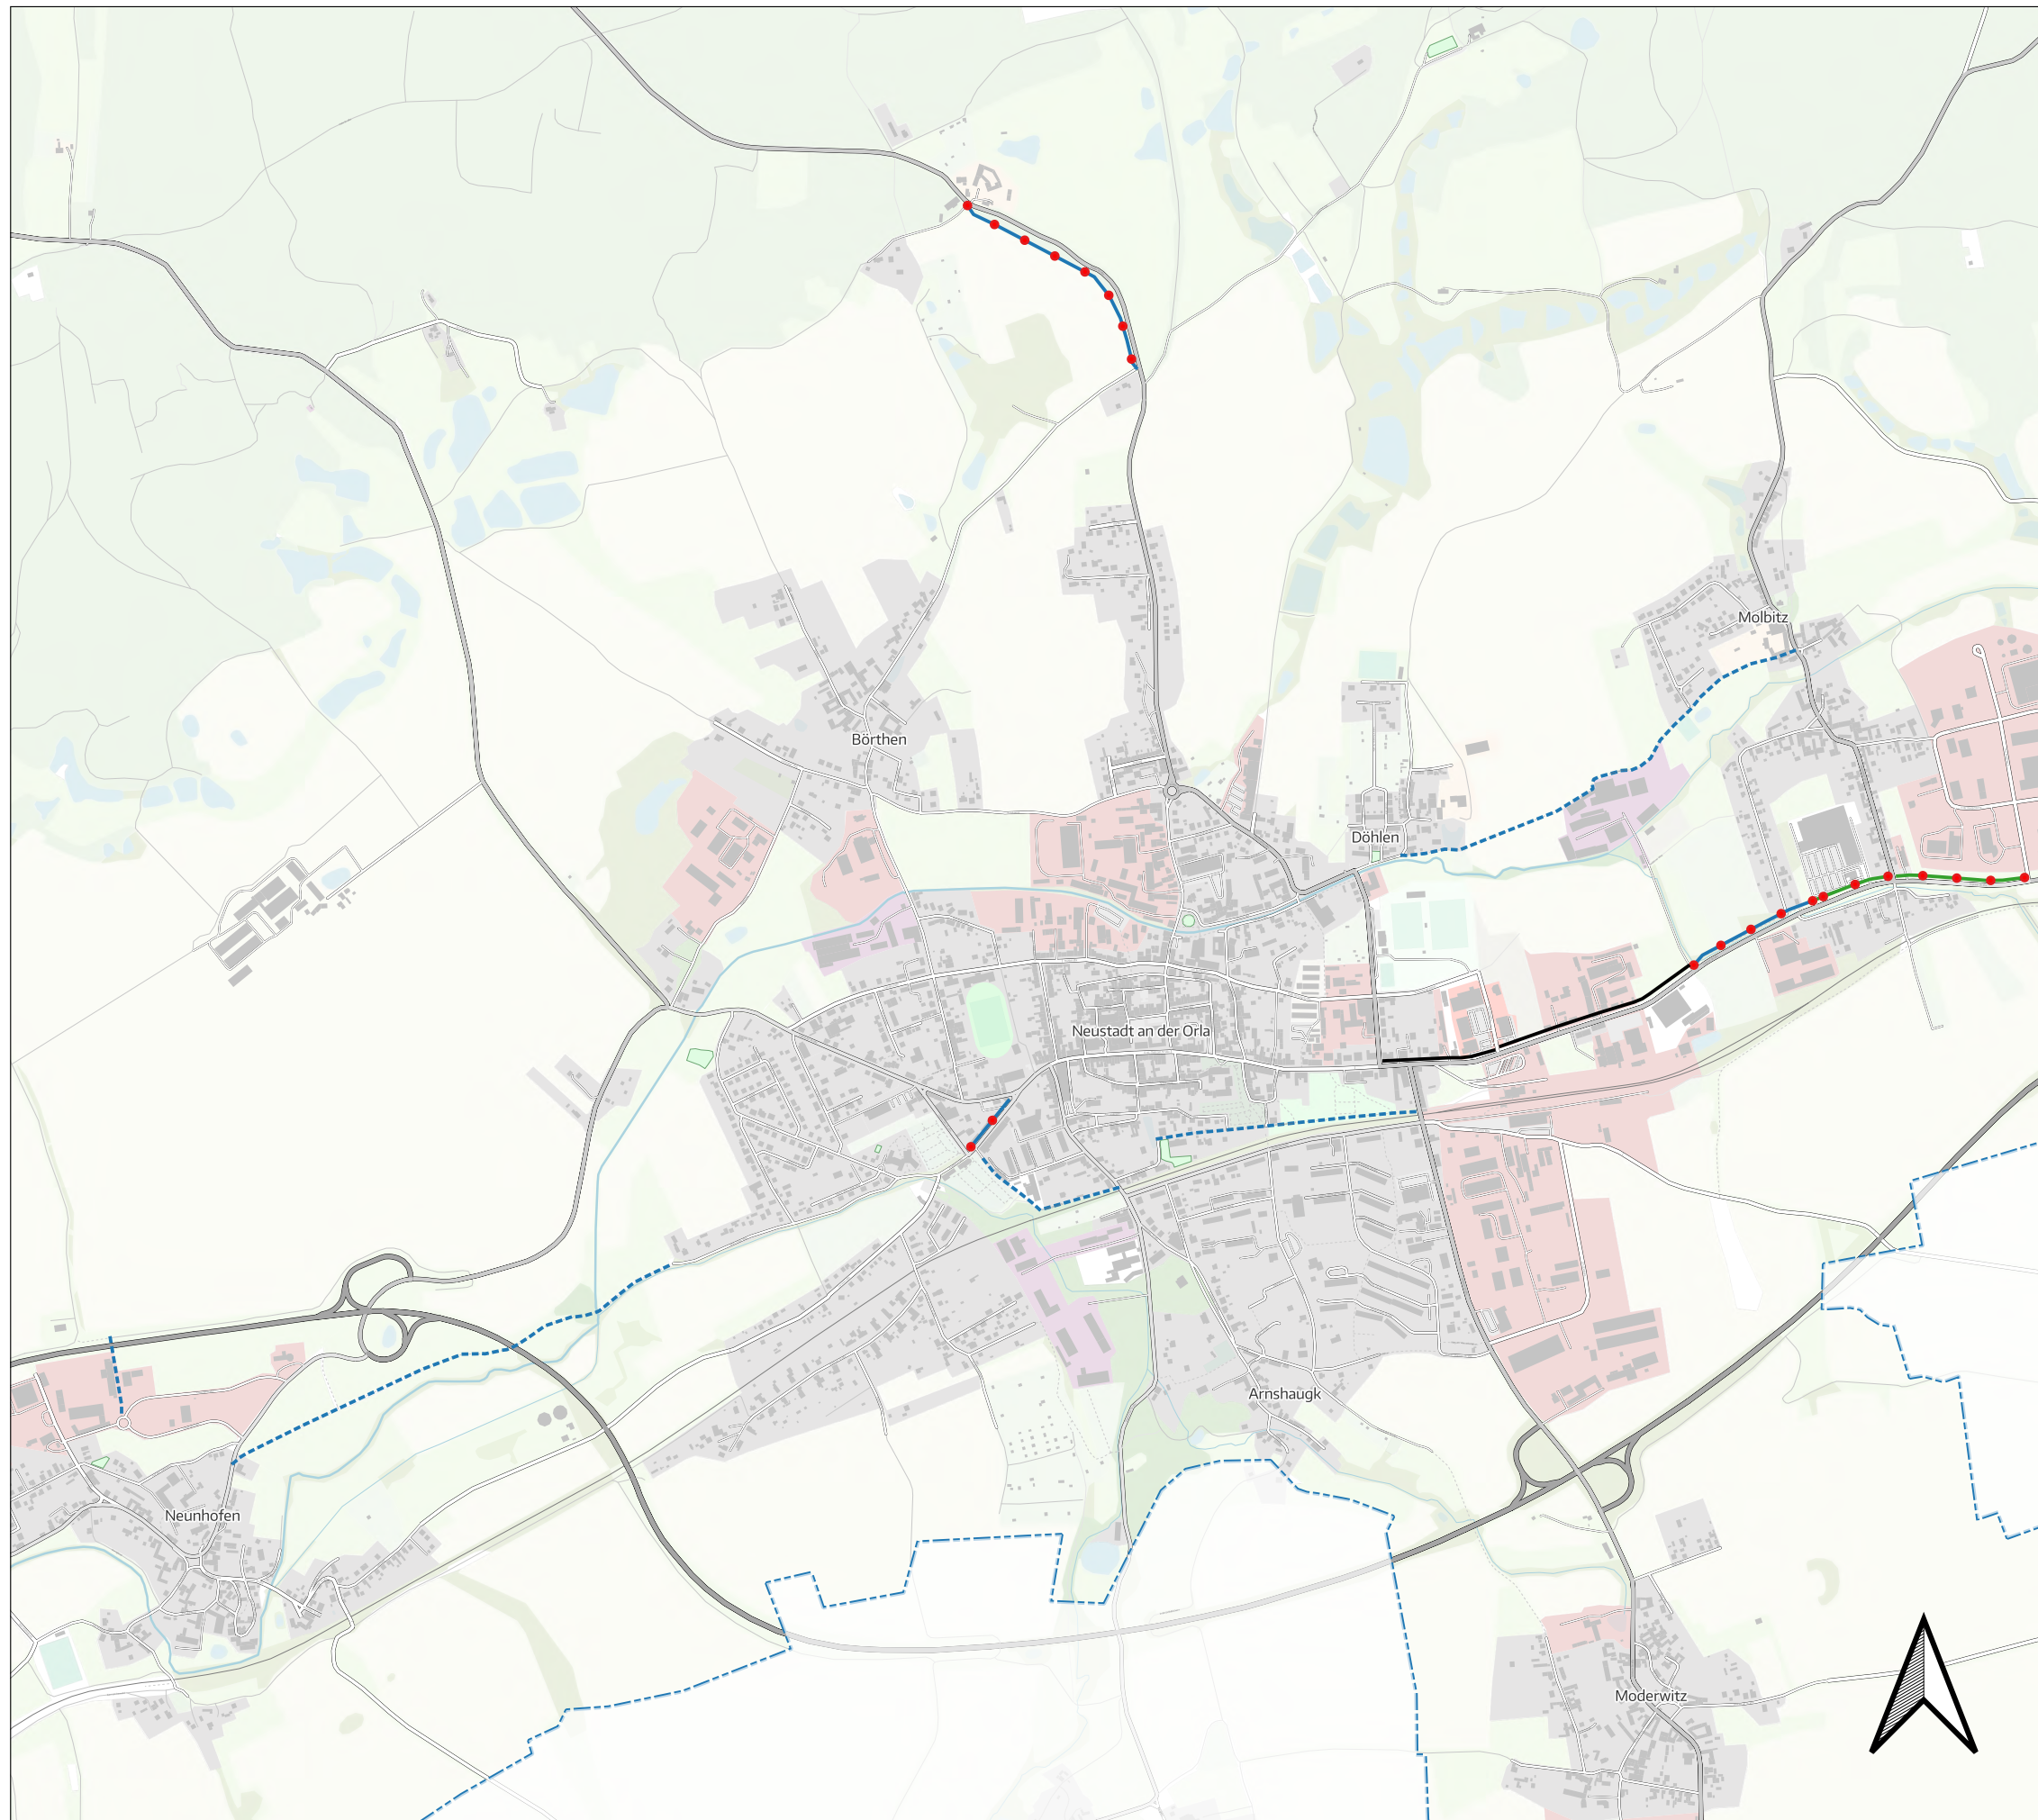 Molbitz
Börthen
Döhlen
Neustadt an der Orla
Arnshaugk
Neunhofen
Moderwitz